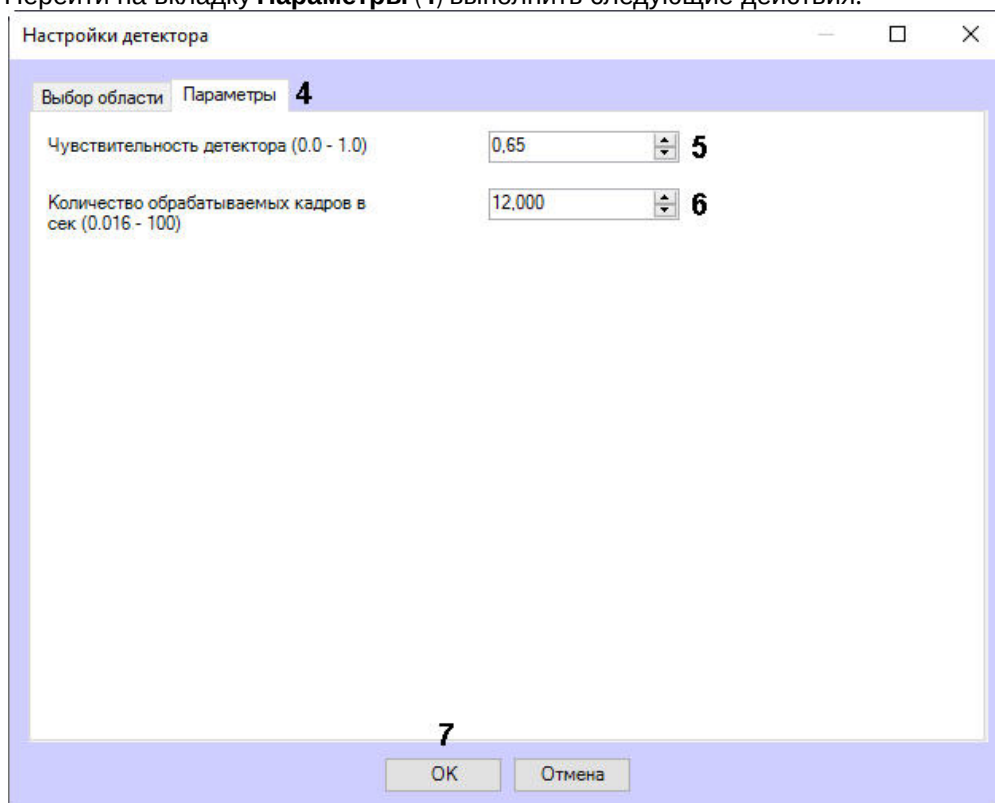 Перейти на вкладку Параметры (4) выполнить следующие действия:
Настройки детектора
Выбор области Параметры 4
Чувствительность детектора (0.0 - 1.0) 0,65 5
Количество обрабатываемых кадров в 12,000 6
сек (0.016 - 100)
7
OK Отмена